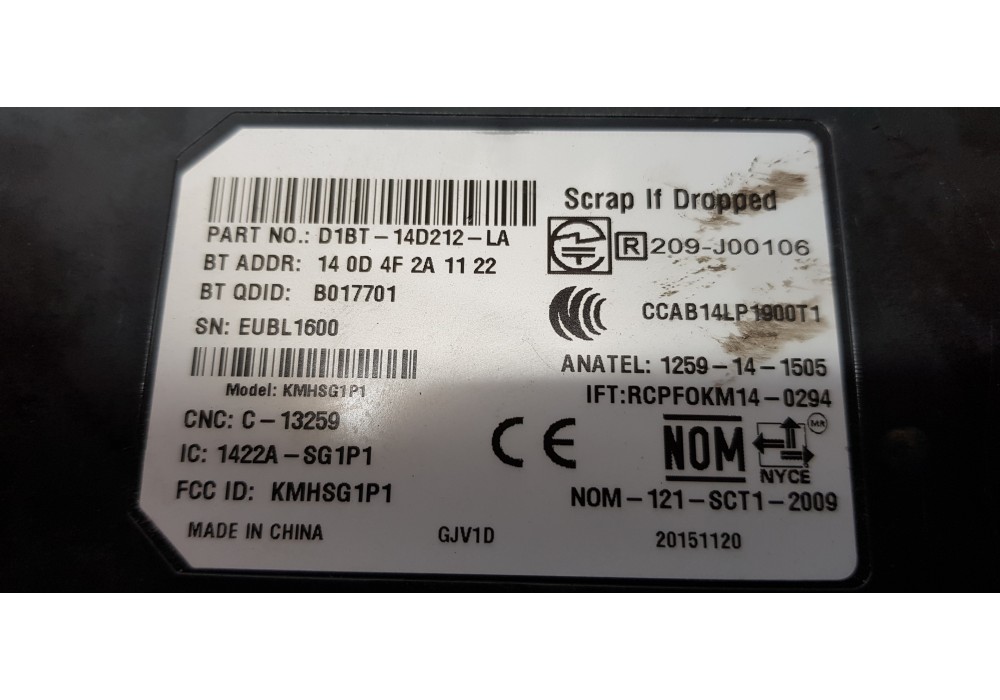 Scrap If Dropped
PART NO.: D1BT-14D212-LA
R 209-J00106
BT ADDR: 14 0D 4F 2A 11 22
BT QDID: B017701
CCAB14LP1900T1
SN: EUBL1600
ANATEL: 1259-14-1505
Model: KMHSG1P1
IFT:RCPFOKM14-0294
CNC: C-13259
CE
NOM
MR
NYCE
IC: 1422A-SG1P1
FCC ID: KMHSG1P1
NOM-121-SCT1-2009
MADE IN CHINA
GJV1D
20151120